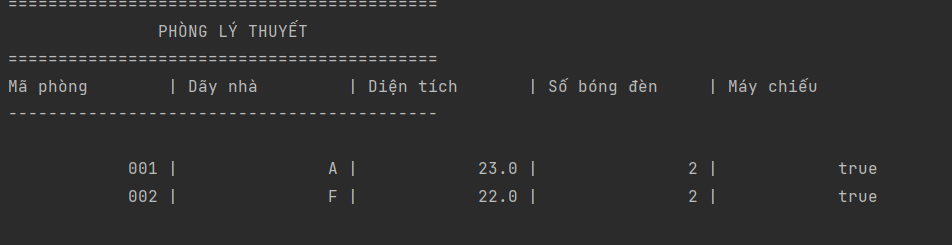 ===========================================
               PHÒNG LÝ THUYẾT
===========================================
Mã phòng        | Dãy nhà         | Diện tích       | Số bóng đèn     | Máy chiếu
-------------------------------------------
            001 |               A |            23.0 |               2 |            true
            002 |               F |            22.0 |               2 |            true